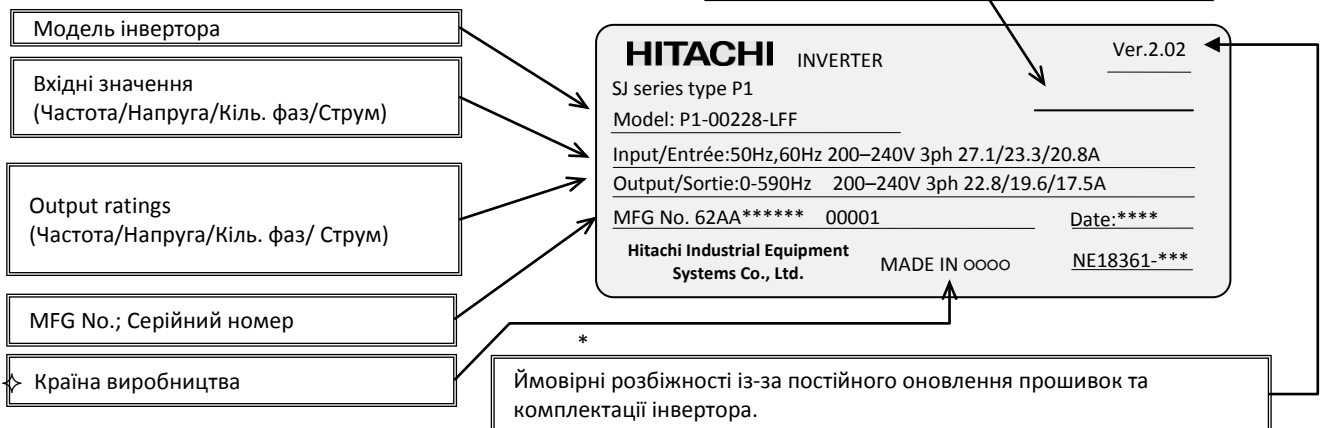 Модель інвертора
Вхідні значення
(Частота/Напруга/Кіль. фаз/Струм)
Output ratings
(Частота/Напруга/Кіль. фаз/ Струм)
MFG No.; Серійний номер
Країна виробництва
HITACHI INVERTER Ver.2.02
SJ series type P1
Model: P1-00228-LFF
Input/Entrée:50Hz,60Hz 200–240V 3ph 27.1/23.3/20.8A
Output/Sortie:0-590Hz 200–240V 3ph 22.8/19.6/17.5A
MFG No. 62AA****** 00001 Date:****
Hitachi Industrial Equipment
Systems Co., Ltd. MADE IN ○○○○ NE18361-***
*
Ймовірні розбіжності із-за постійного оновлення прошивок та
комплектації інвертора.